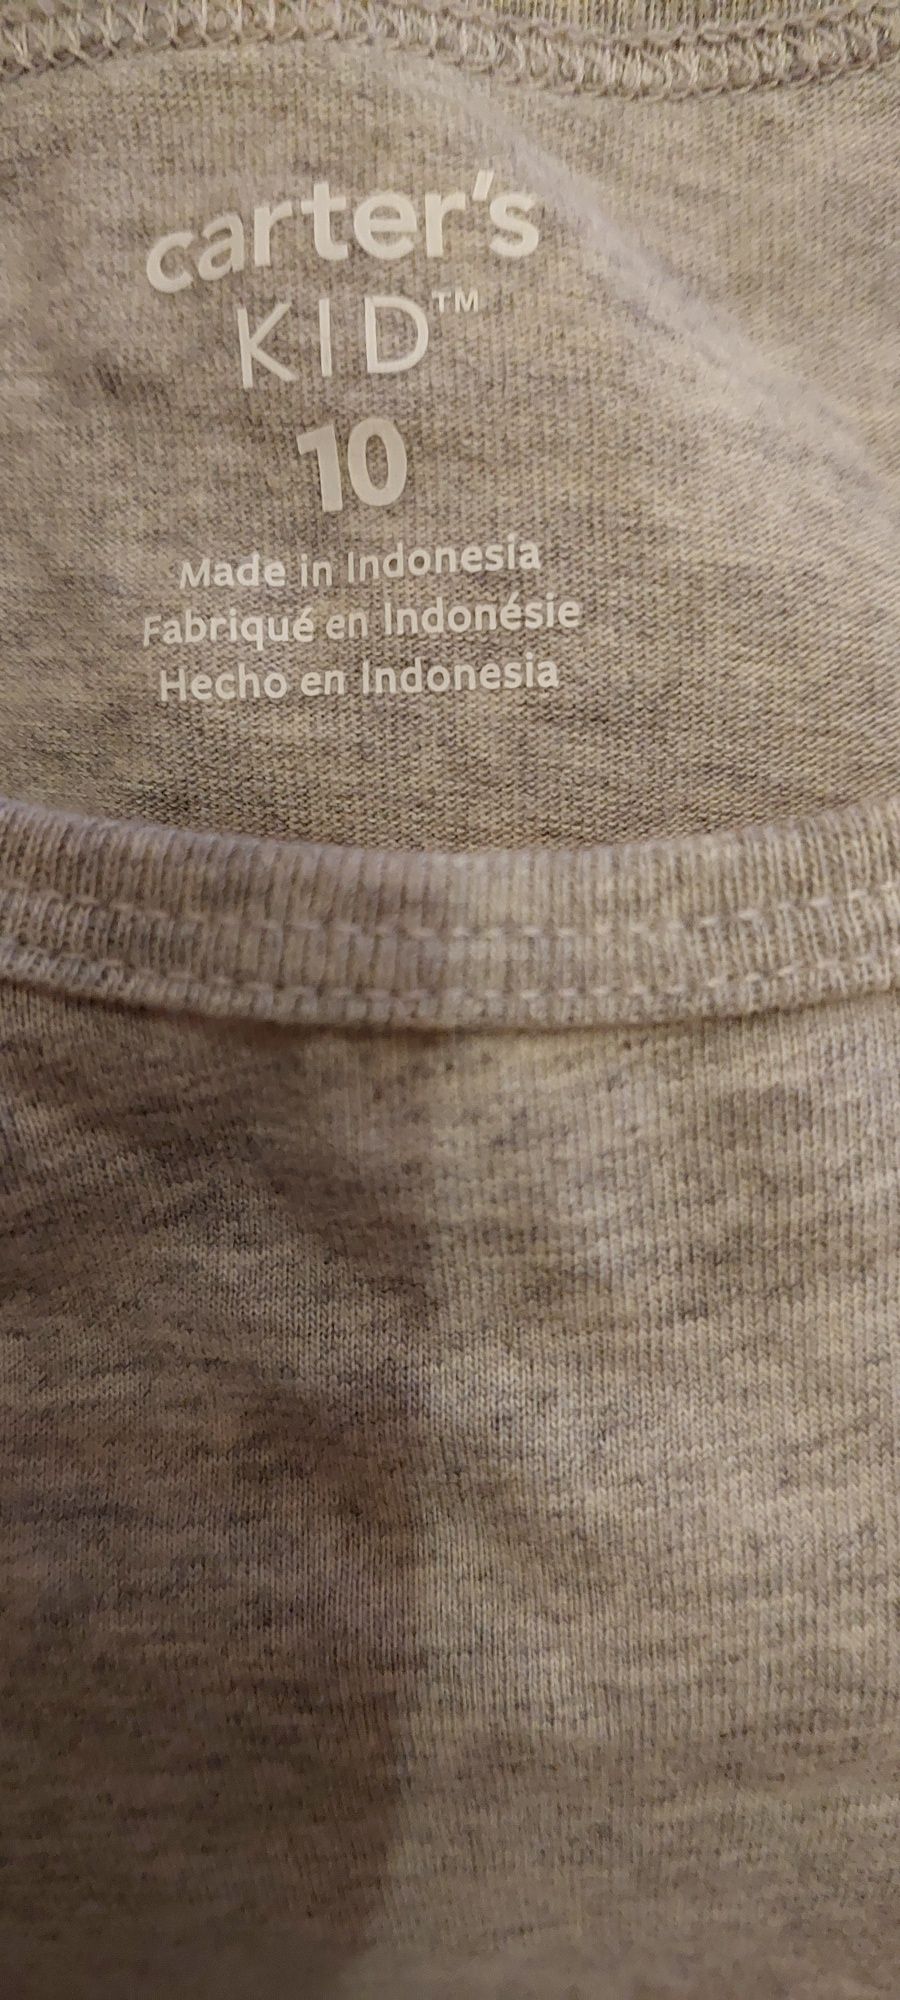 carter's
KID™
10
Made in Indonesia
Fabriqué en Indonésie
Hecho en Indonesia